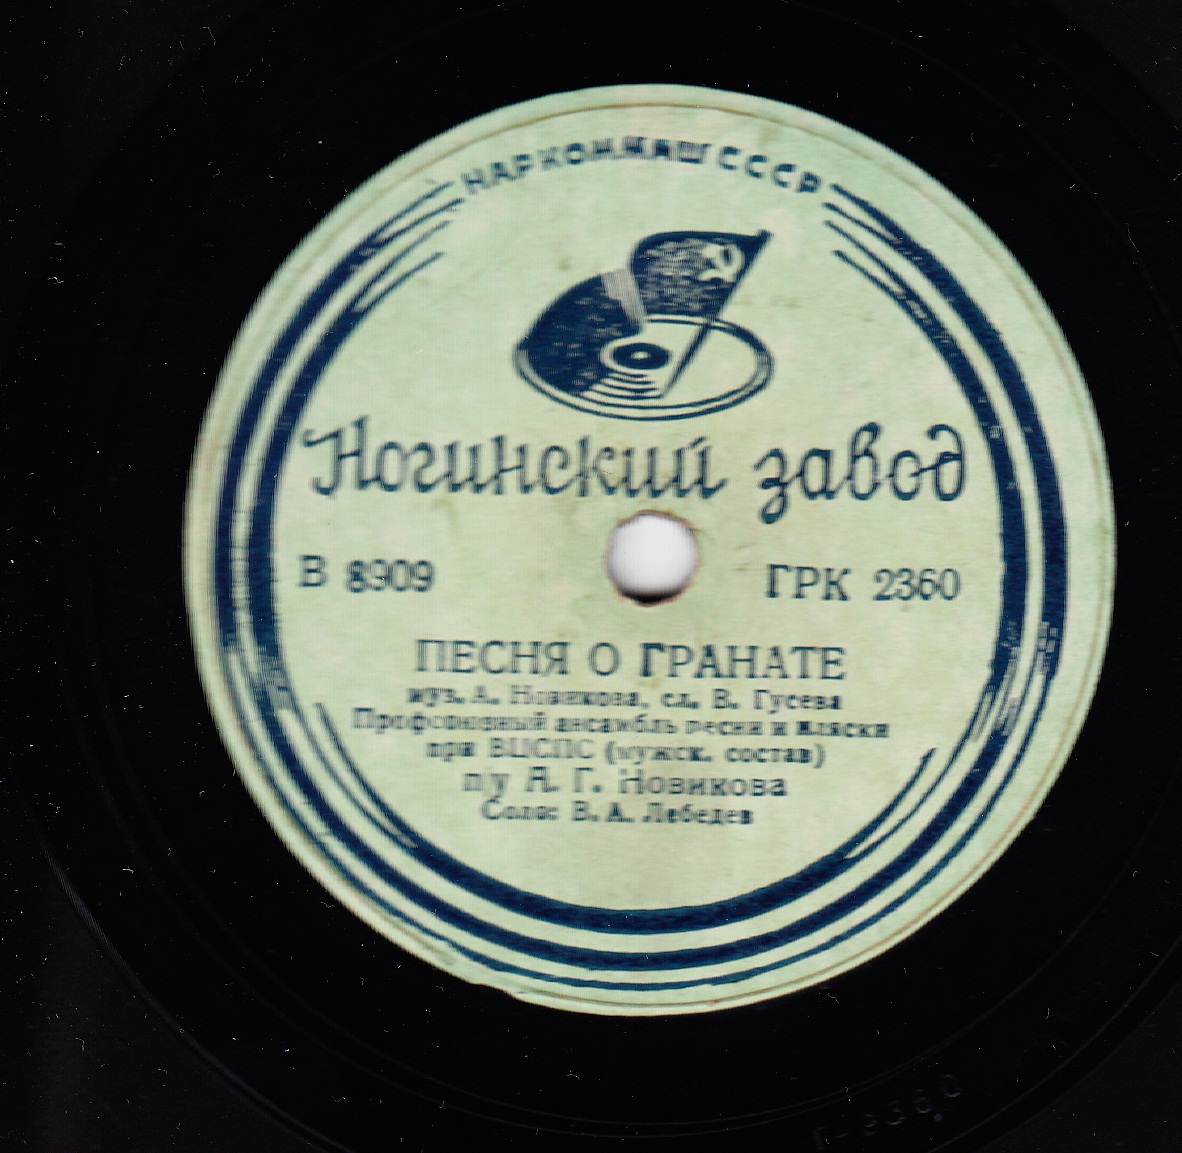 НАРКОММАШ СССР
Ногинский завод
В 8909 ГРК 2360
ПЕСНЯ О ГРАНАТЕ
муз. А. Новикова, сл. В. Гусева
Профсоюзный ансамбль песни и пляски
при ВЦСПС (мужск. состав)
п/у А. Г. Новикова
Соло: В. А. Лебедев